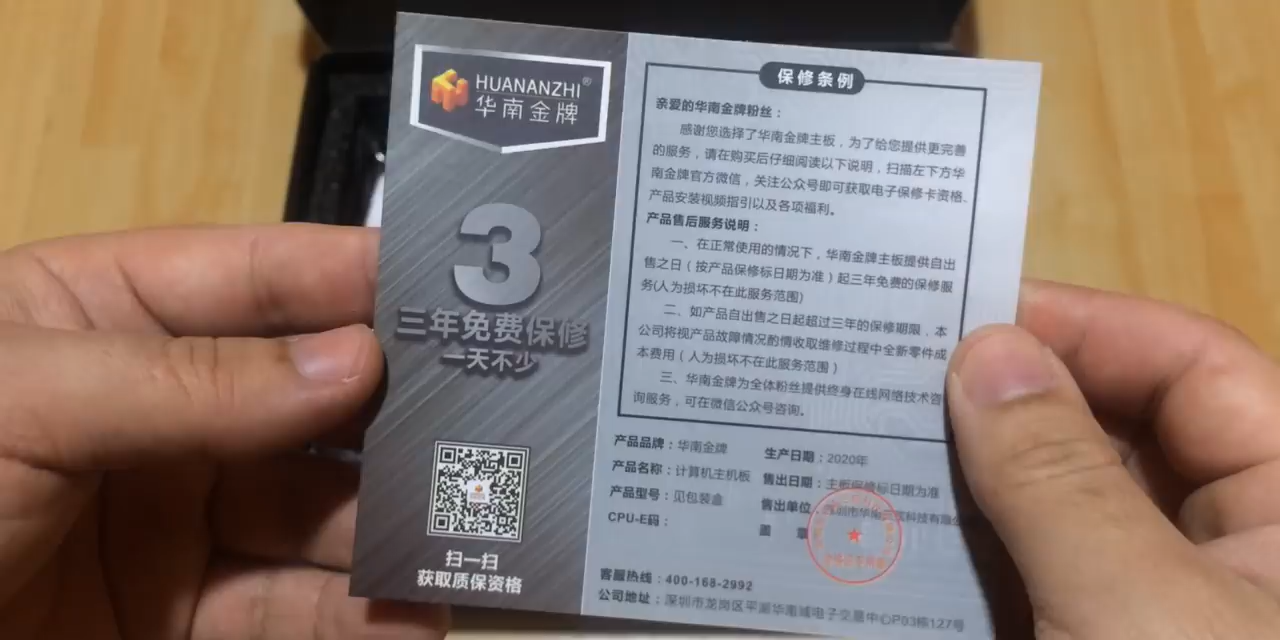 HUANANZHI®
华南金牌
3
三年免费保修
一天不少
扫一扫
获取质保资格
保修条例
亲爱的华南金牌粉丝：
感谢您选择了华南金牌主板，为了给您提供更完善
的服务，请在购买后仔细阅读以下说明，扫描左下方华
南金牌官方微信，关注公众号即可获取电子保修卡资格、
产品安装视频指引以及各项福利。
产品售后服务说明：
一、在正常使用的情况下，华南金牌主板提供自出
售之日（按产品保修标日期为准）起三年免费的保修服
务(人为损坏不在此服务范围)
二、如产品自出售之日起超过三年的保修期限，本
公司将视产品故障情况酌情收取维修过程中全新零件成
本费用（人为损坏不在此服务范围）
三、华南金牌为全体粉丝提供终身在线网络技术咨
询服务，可在微信公众号咨询。
产品品牌：华南金牌
产品名称：计算机主机板
产品型号：见包装盒
CPU-E码：
生产日期：2020年
售出日期：主板保修标日期为准
售出单位：深圳市华南
科技有限
盖 章
客服热线：400-168-2992
公司地址：深圳市龙岗区平湖华南城电子交易中心P03栋127号